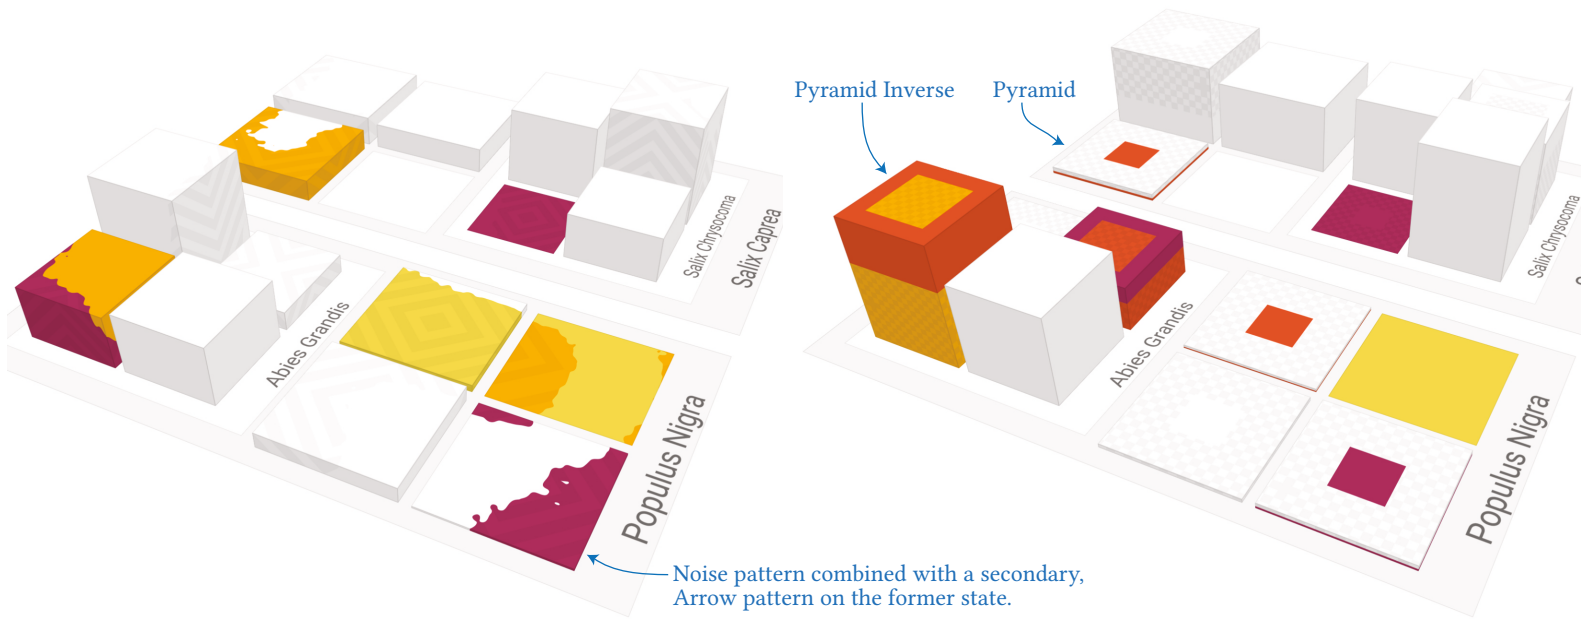 Pyramid Inverse
Pyramid
Salix Chrysocoma
Salix Caprea
Abies Grandis
Populus Nigra
Salix Chrysocoma
Abies Grandis
Populus Nigra
Noise pattern combined with a secondary,
Arrow pattern on the former state.